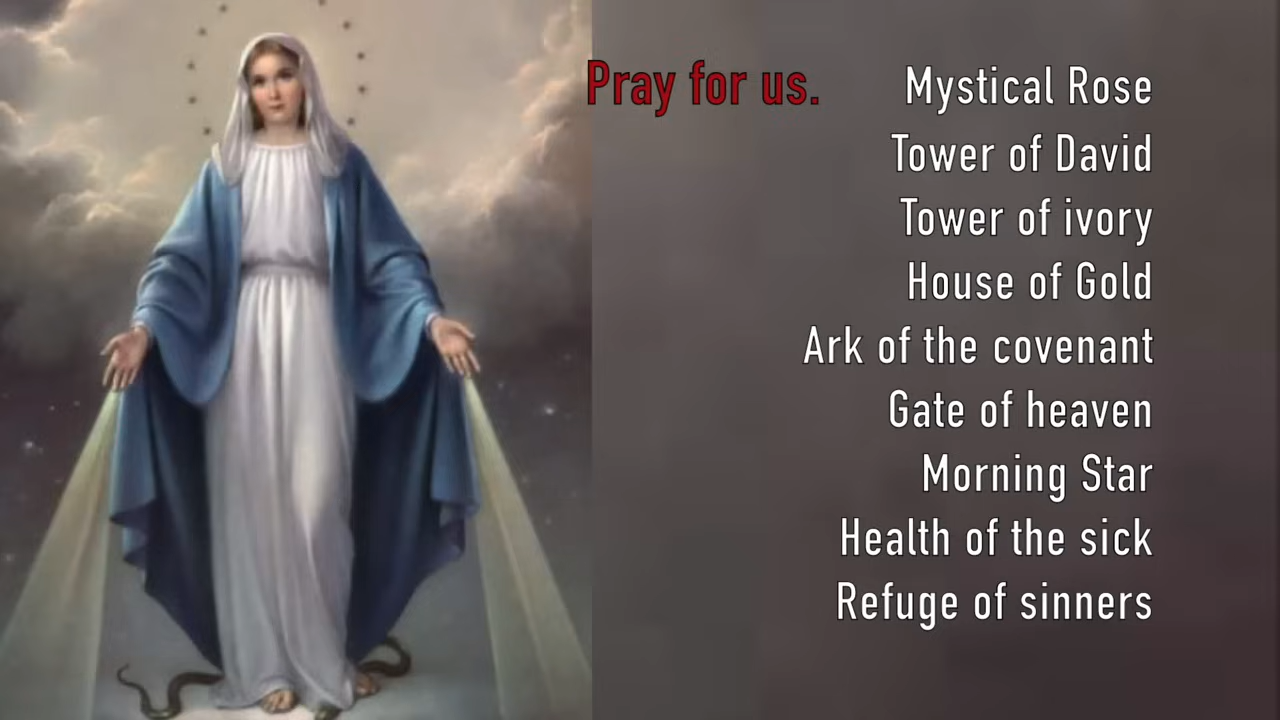 Pray for us. Mystical Rose
Tower of David
Tower of ivory
House of Gold
Ark of the covenant
Gate of heaven
Morning Star
Health of the sick
Refuge of sinners